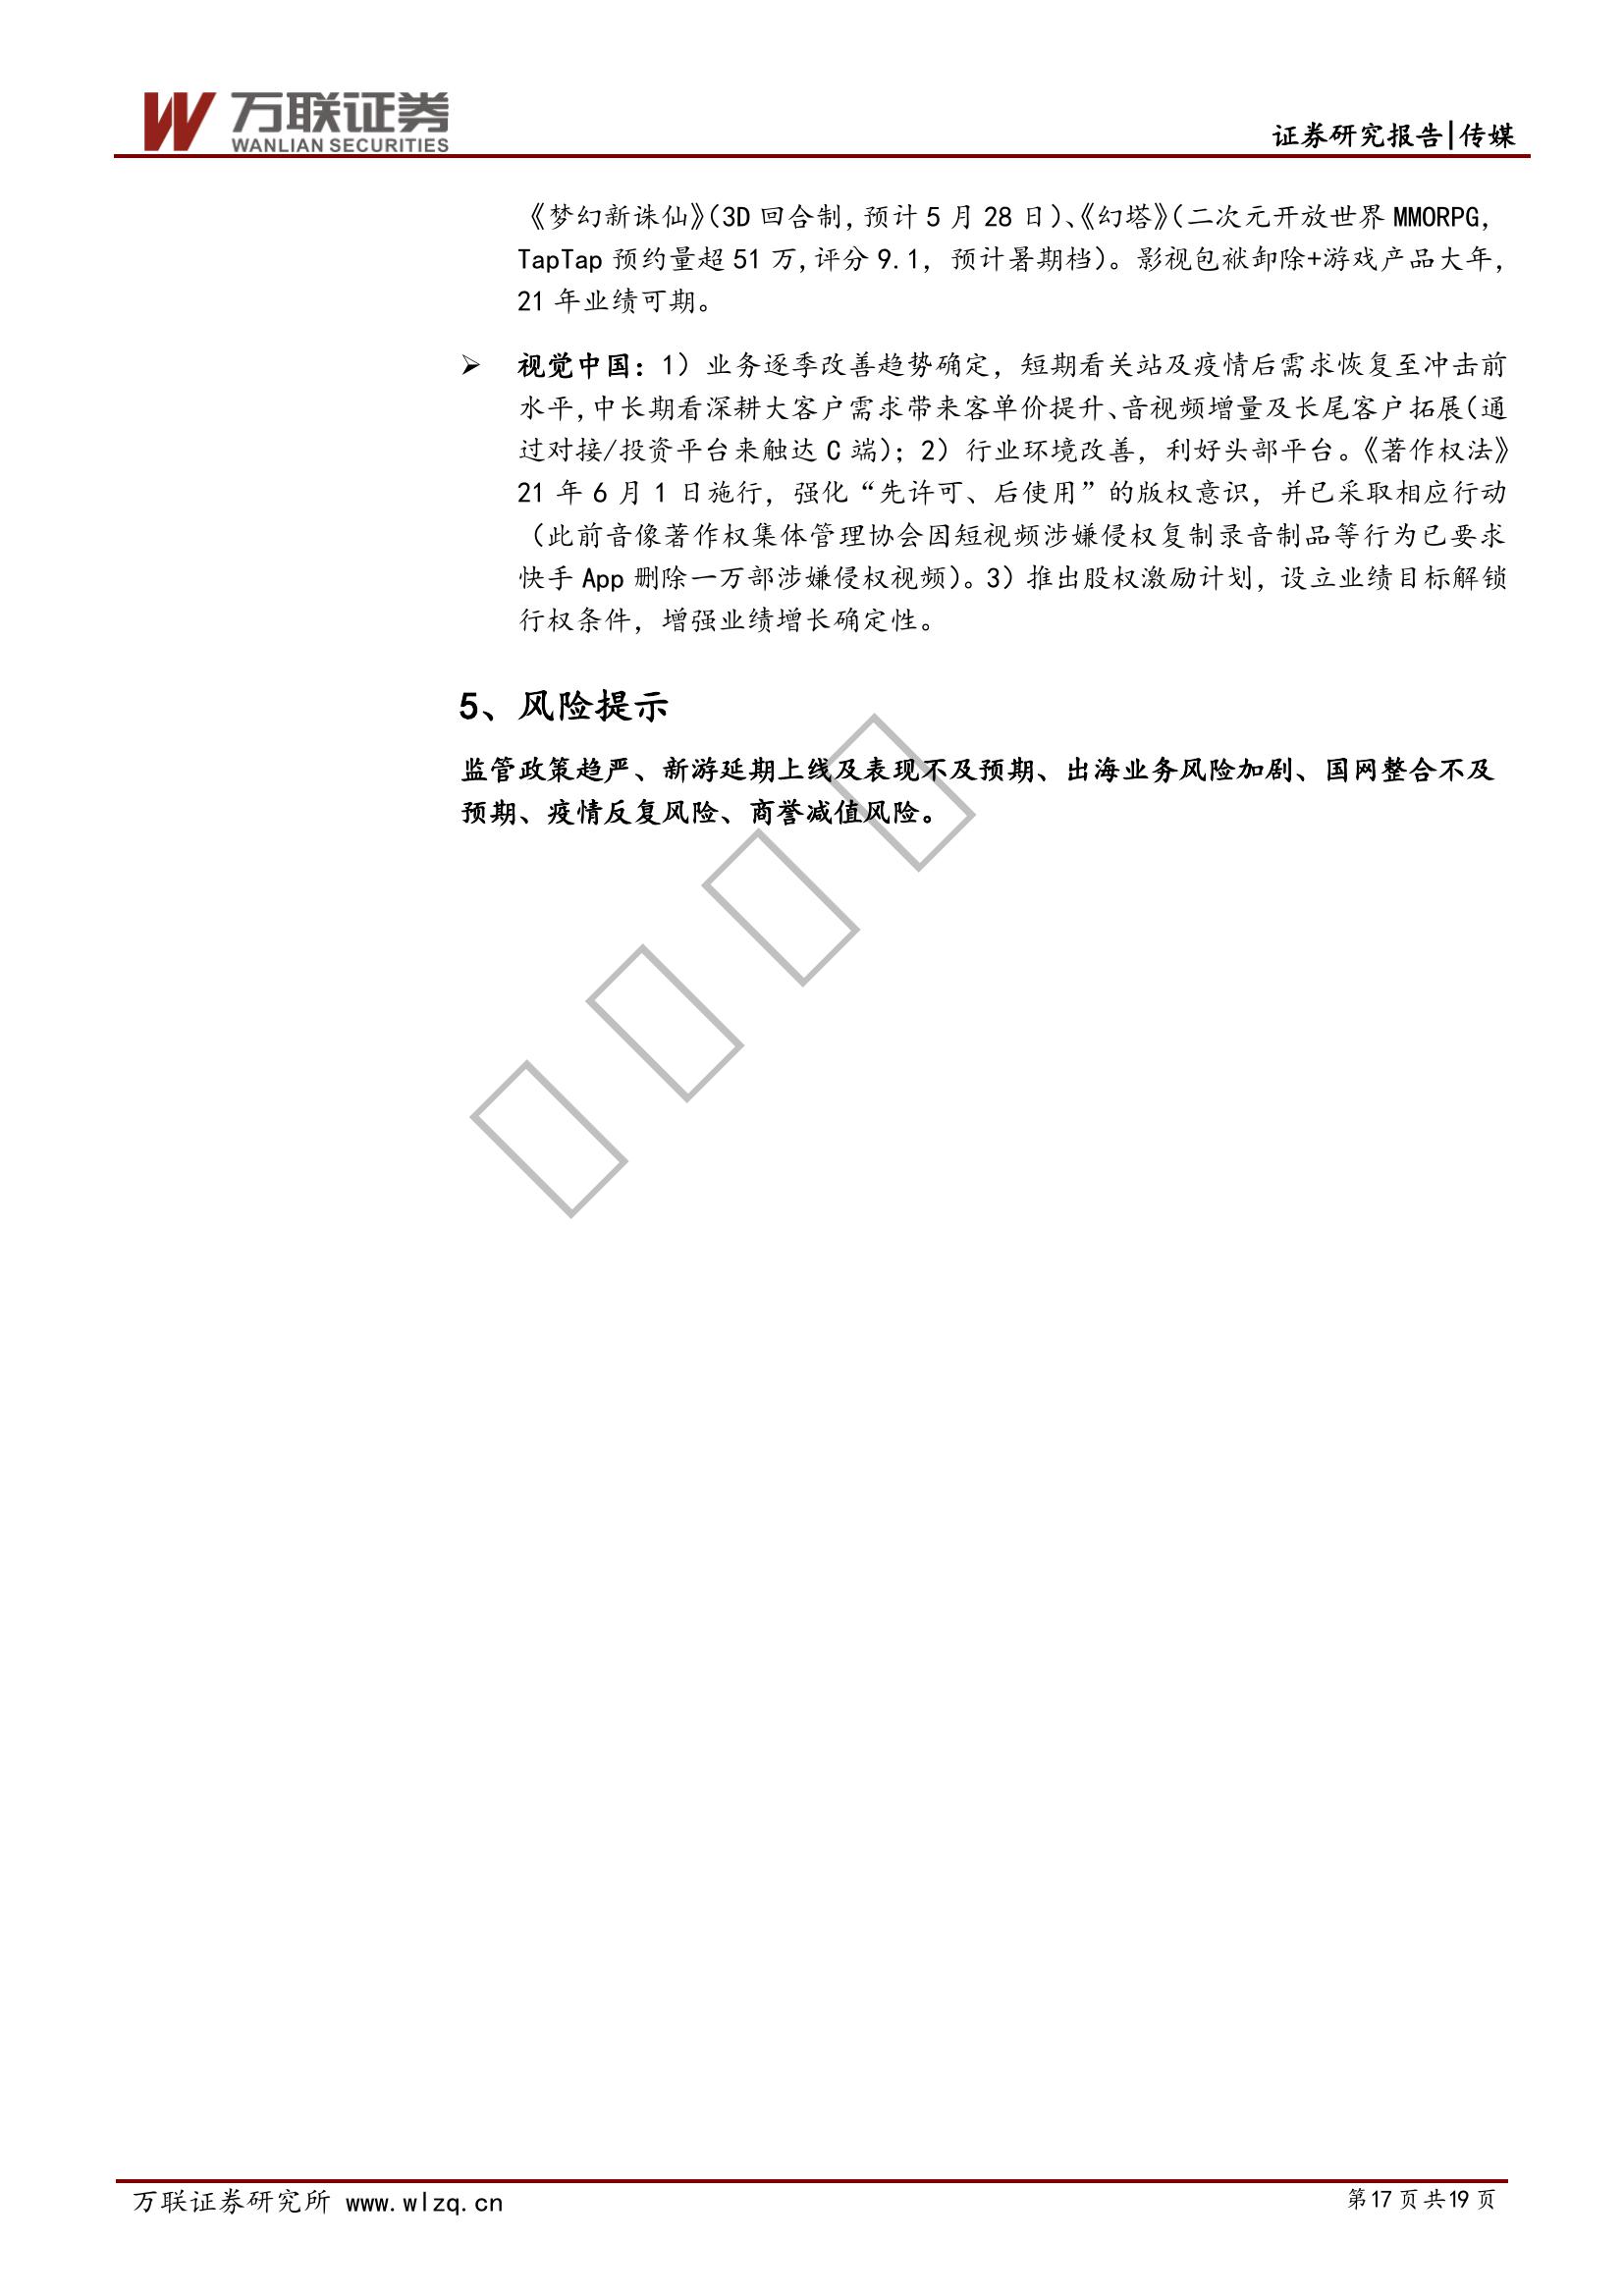 万联证券
WANLIAN SECURITIES
证券研究报告|传媒
《梦幻新诛仙》（3D 回合制，预计 5 月 28 日）、《幻塔》（二次元开放世界 MMORPG，
TapTap 预约量超 51 万，评分 9.1，预计暑期档）。影视包袱卸除+游戏产品大年，
21 年业绩可期。
➢ 视觉中国：1）业务逐季改善趋势确定，短期看关站及疫情后需求恢复至冲击前
水平，中长期看深耕大客户需求带来客单价提升、音视频增量及长尾客户拓展（通
过对接/投资平台来触达 C 端）；2）行业环境改善，利好头部平台。《著作权法》
21 年 6 月 1 日施行，强化“先许可、后使用”的版权意识，并已采取相应行动
（此前音像著作权集体管理协会因短视频涉嫌侵权复制录音制品等行为已要求
快手 App 删除一万部涉嫌侵权视频）。3）推出股权激励计划，设立业绩目标解锁
行权条件，增强业绩增长确定性。
5、风险提示
监管政策趋严、新游延期上线及表现不及预期、出海业务风险加剧、国网整合不及
预期、疫情反复风险、商誉减值风险。
万联证券研究所 www.wlzq.cn
第 17 页 共 19 页